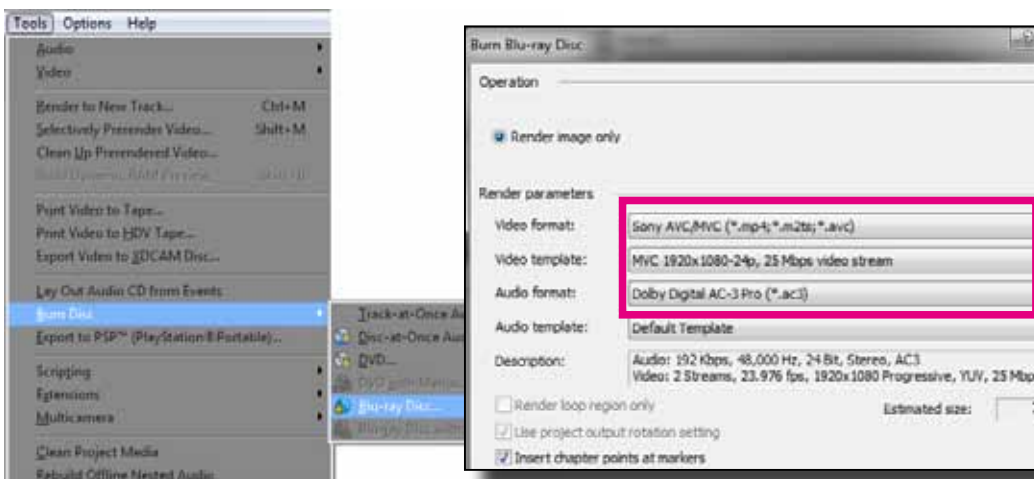 Tools Options Help
Audio
Video
Render to New Track... Ctrl+M
Selectively Prerender Video... Shift+M
Clean Up Prerendered Video...
Print Video to Tape...
Print Video to HDV Tape...
Export Video to XDCAM Disc...
Lay Out Audio CD from Events
Burn Disc
Export to PSP™ (PlayStation® Portable)...
Scripting
Extensions
Multicamera
Clean Project Media
Rebuild Offline Nested Audio
Track-at-Once Au
Disc-at-Once Au
DVD...
Blu-ray Disc...
Burn Blu-ray Disc
Operation
Render image only
Render parameters
Video format: Sony AVC/MVC (*.mp4;*.m2ts;*.avc)
Video template: MVC 1920x1080-24p, 25 Mbps video stream
Audio format: Dolby Digital AC-3 Pro (*.ac3)
Audio template: Default Template
Description: Audio: 192 Kbps, 48,000 Hz, 24 Bit, Stereo, AC3
Video: 2 Streams, 23.976 fps, 1920x1080 Progressive, YUV, 25 Mbp
Render loop region only Estimated size:
Use project output rotation setting
Insert chapter points at markers